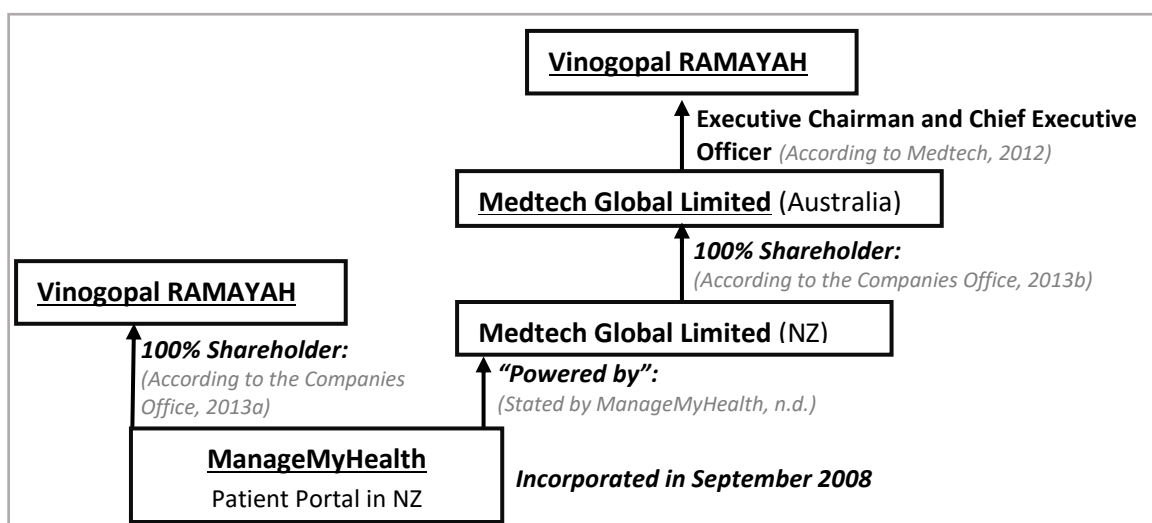 Vinogopal RAMAYAH
Executive Chairman and Chief Executive
Officer (According to Medtech, 2012)
Medtech Global Limited (Australia)
100% Shareholder:
(According to the Companies Office, 2013b)
Vinogopal RAMAYAH
Medtech Global Limited (NZ)
100% Shareholder:
(According to the Companies
Office, 2013a)
“Powered by”:
(Stated by ManageMyHealth, n.d.)
ManageMyHealth
Patient Portal in NZ
Incorporated in September 2008